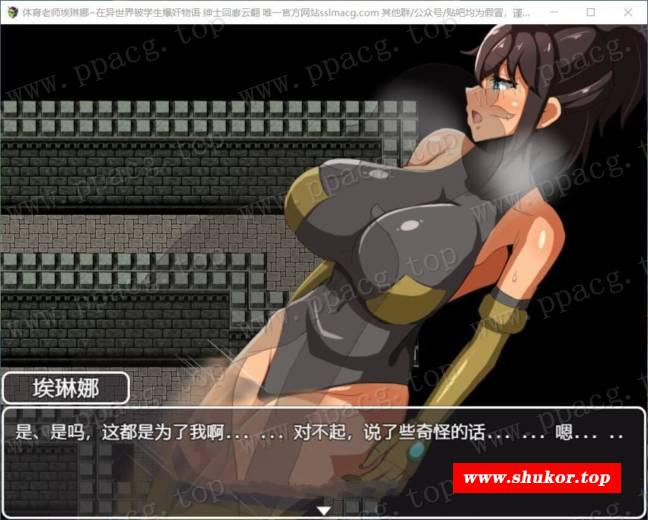 体育老师埃琳娜~在异世界被学生爆奸物语 绅士回廊云翻 唯一官方网站sslmacg.com 其他群/公众号/贴吧均为假冒，谨...
www.ppacg.top
埃琳娜
是、是吗，这都是为了我啊... ... 对不起，说了些奇怪的话... ... 嗯... ..
www.shukor.top